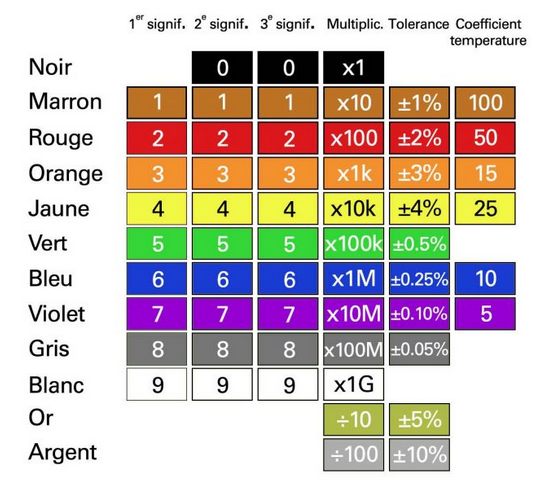 1er signif. 2e signif. 3e signif. Multiplic. Tolerance Coefficient temperature
Noir 0 0 x1
Marron 1 1 1 x10 ±1% 100
Rouge 2 2 2 x100 ±2% 50
Orange 3 3 3 x1k ±3% 15
Jaune 4 4 4 x10k ±4% 25
Vert 5 5 5 x100k ±0.5%
Bleu 6 6 6 x1M ±0.25% 10
Violet 7 7 7 x10M ±0.10% 5
Gris 8 8 8 x100M ±0.05%
Blanc 9 9 9 x1G
Or ÷10 ±5%
Argent ÷100 ±10%